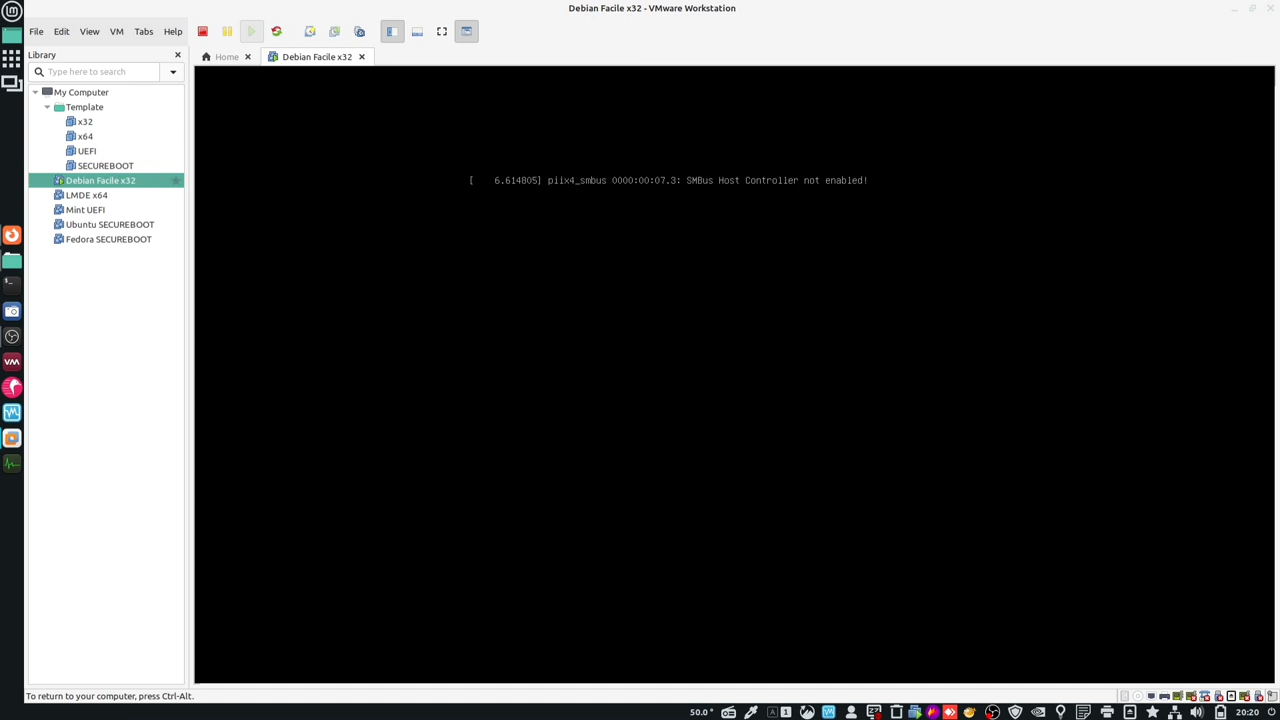 Debian Facile x32 - VMware Workstation
File Edit View VM Tabs Help
Library
Home
Debian Facile x32
Type here to search
My Computer
Template
x32
x64
UEFI
SECUREBOOT
Debian Facile x32
LMDE x64
Mint UEFI
Ubuntu SECUREBOOT
Fedora SECUREBOOT
[    6.614805] piix4_smbus 0000:00:07.3: SMBus Host Controller not enabled!
To return to your computer, press Ctrl-Alt.
50.0° A 1 20:20